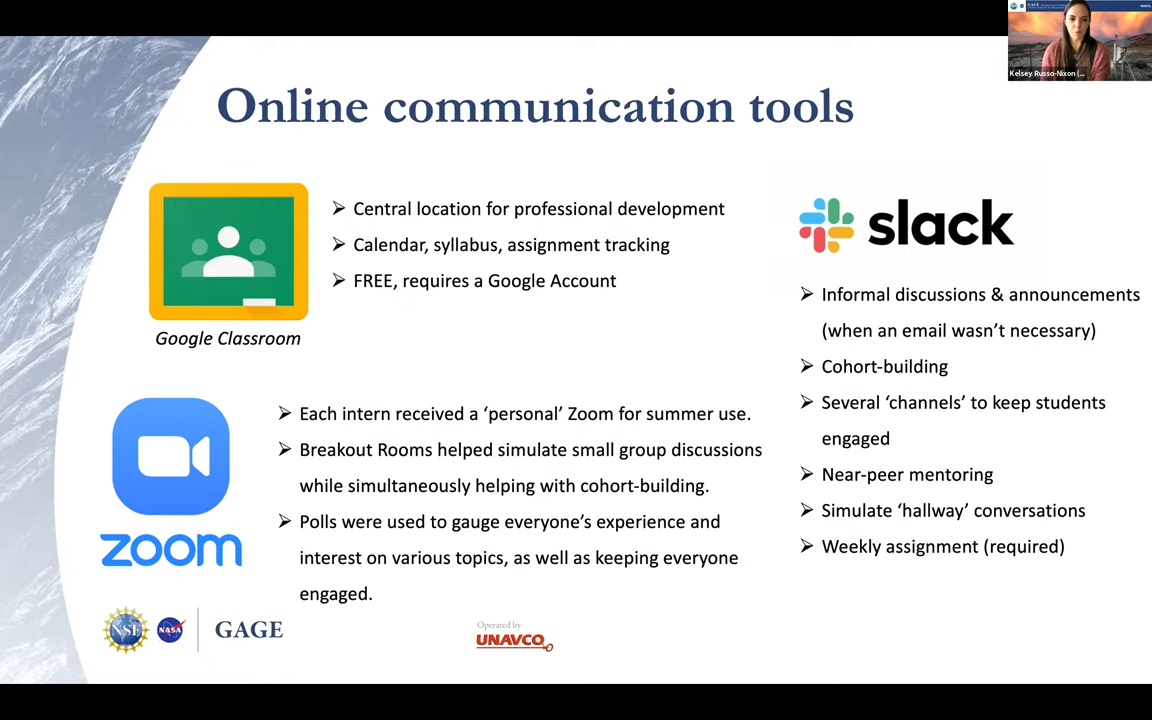 Online communication tools
➢ Central location for professional development
➢ Calendar, syllabus, assignment tracking
➢ FREE, requires a Google Account
Google Classroom
➢ Each intern received a ‘personal’ Zoom for summer use.
➢ Breakout Rooms helped simulate small group discussions
while simultaneously helping with cohort-building.
➢ Polls were used to gauge everyone’s experience and
interest on various topics, as well as keeping everyone
engaged.
zoom
slack
➢ Informal discussions & announcements
(when an email wasn’t necessary)
➢ Cohort-building
➢ Several ‘channels’ to keep students
engaged
➢ Near-peer mentoring
➢ Simulate ‘hallway’ conversations
➢ Weekly assignment (required)
NSF
NASA
GAGE
Operated by
UNAVCO
Kelsey Russo-Nixon (...